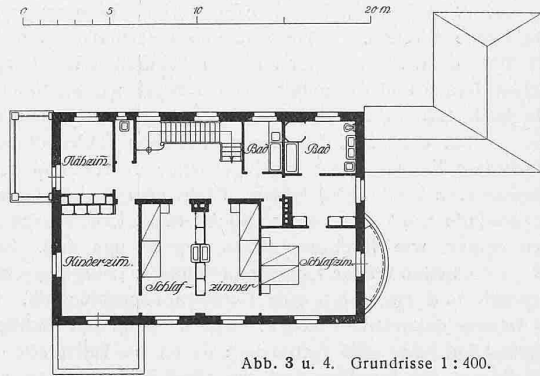 0 5 10 20 m
Nähzim.
Bad
Bad
Kinderzim.
Schlaf-
zimmer
Schlafzim.
Abb. 3 u. 4. Grundrisse 1 : 400.